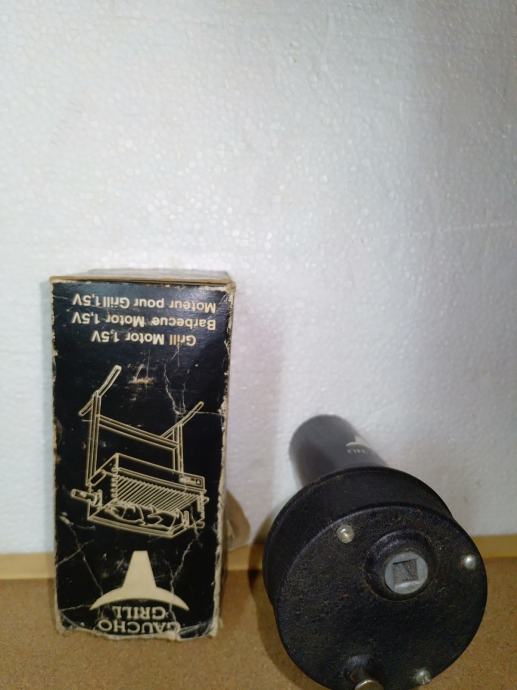 GAUCHO
GRILL
Grill Motor 1,5V
Barbecue Motor 1,5V
Moteur pour Grill 1,5V